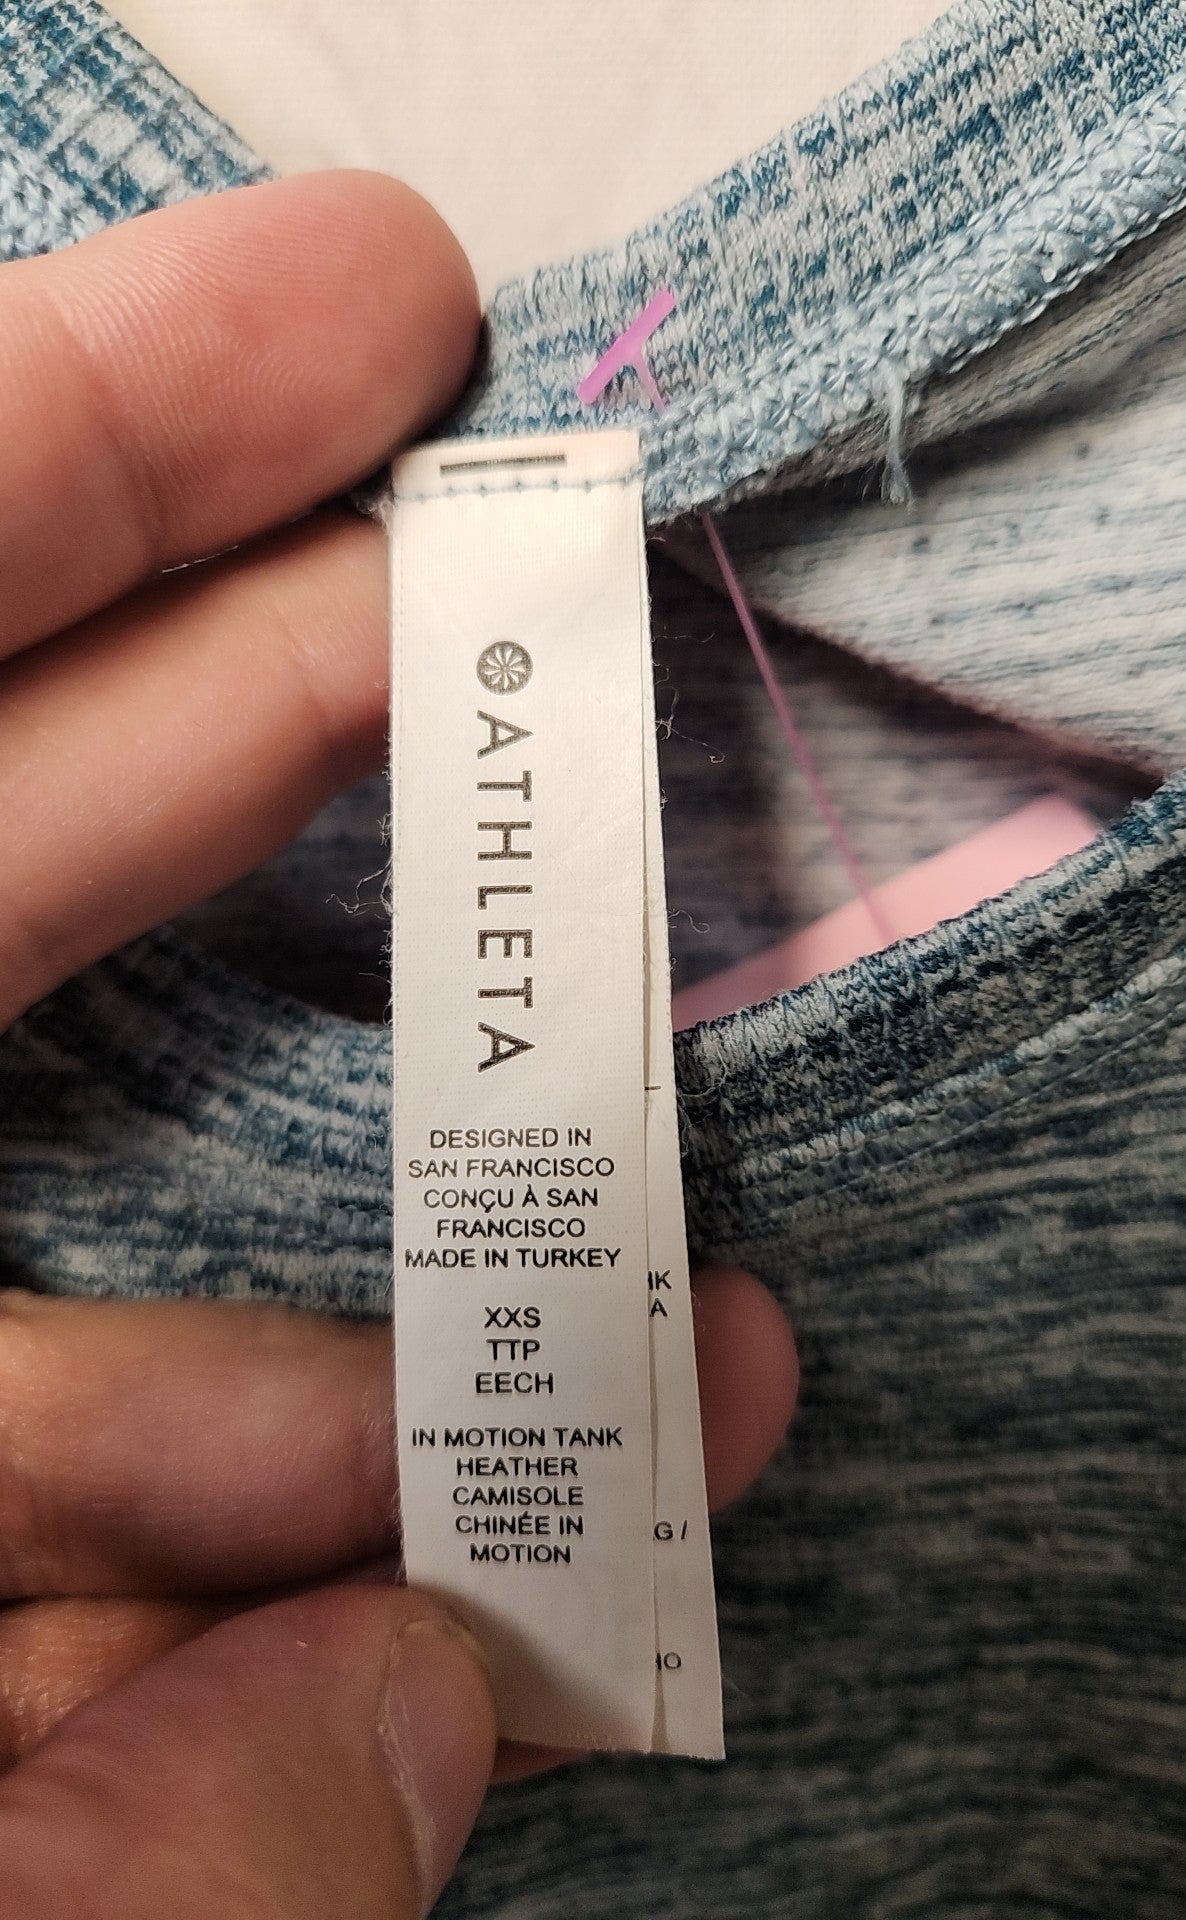 ATHLETA
DESIGNED IN
SAN FRANCISCO
CONÇU À SAN
FRANCISCO
MADE IN TURKEY
XXS
TTP
EECH
IN MOTION TANK
HEATHER
CAMISOLE
CHINÉE IN
MOTION